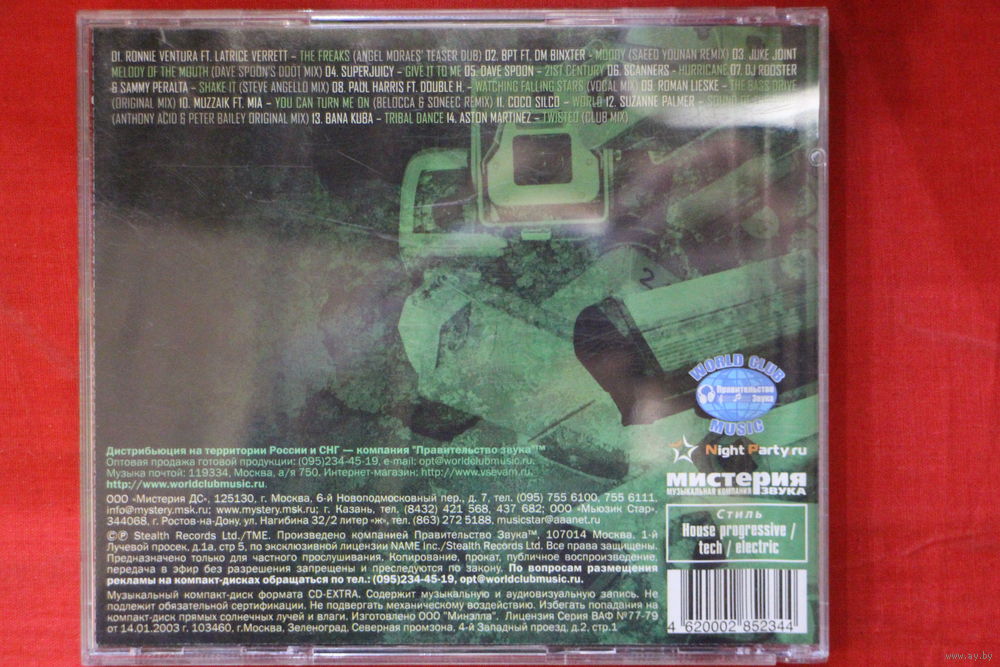 01. RONNIE VENTURA FT. LATRICE VERRETT – THE FREAKS (ANGEL MORAES' TEASER DUB) 02. BPT FT. DM BINXTER – MOODY (SAEED YOUNAN REMIX) 03. JUKE JOINT
MELODY OF THE MOUTH (DAVE SPOON'S DOOT MIX) 04. SUPERJUICY – GIVE IT TO ME 05. DAVE SPOON – 21ST CENTURY 06. SCANNERS – HURRICANE 07. DJ ROOSTER
& SAMMY PERALTA – SHAKE IT (STEVE ANGELLO MIX) 08. PAUL HARRIS FT. DOUBLE H. – WATCHING FALLING STARS (VOCAL MIX) 09. ROMAN LIESKE – THE BASS DRIVE
(ORIGINAL MIX) 10. MUZZAIK FT. MIA – YOU CAN TURN ME ON (BELOCCA & SONEEC REMIX) 11. COCO SILCO – WORLD 12. SUZANNE PALMER – SOUND OF
(ANTHONY ACID & PETER BAILEY ORIGINAL MIX) 13. BANA KUBA – TRIBAL DANCE 14. ASTON MARTINEZ – TWISTED (CLUB MIX)
2
WORLD CLUB
Правительство
Звука
MUSIC
Night Party.ru
мистерия
МУЗЫКАЛЬНАЯ КОМПАНИЯ ЗВУКА
Стиль
House progressive /
tech / electric
4 620002 852344
Дистрибьюция на территории России и СНГ — компания "Правительство звука"™
Оптовая продажа готовой продукции: (095)234-45-19, e-mail: opt@worldclubmusic.ru.
Музыка почтой: 119334, Москва, а/я 750. Интернет-магазин: http://www.vsevam.ru.
http://www.worldclubmusic.ru
ООО «Мистерия ДС», 125130, г. Москва, 6-й Новоподмосковный пер., д. 7, тел. (095) 755 6100, 755 6111,
info@mystery.msk.ru; www.mystery.msk.ru; г. Казань, тел. (8432) 421 568, 437 682; ООО «Мьюзик Стар»,
344068, г. Ростов-на-Дону, ул. Нагибина 32/2 литер «ж», тел. (863) 272 5188, musicstar@aaanet.ru
©℗ Stealth Records Ltd./TME. Произведено компанией Правительство Звука™, 107014 Москва, 1-й
Лучевой просек, д.1а, стр 5, по эксклюзивной лицензии NAME Inc./Stealth Records Ltd. Все права защищены.
Предназначено только для частного прослушивания. Копирование, прокат, публичное воспроизведение,
передача в эфир без разрешения запрещены и преследуются по закону. По вопросам размещения
рекламы на компакт-дисках обращаться по тел.: (095)234-45-19, opt@worldclubmusic.ru.
Музыкальный компакт-диск формата CD-EXTRA. Содержит музыкальную и аудиовизуальную запись. Не
подлежит обязательной сертификации. Не подвергать механическому воздействию. Избегать попадания на
компакт-диск прямых солнечных лучей и влаги. Изготовлено ООО "Минэлла". Лицензия Серия ВАФ №77-79
от 14.01.2003 г. 103460, г.Москва, Зеленоград, Северная промзона, 4-й Западный проезд, д.2, стр.1
www.ay.by